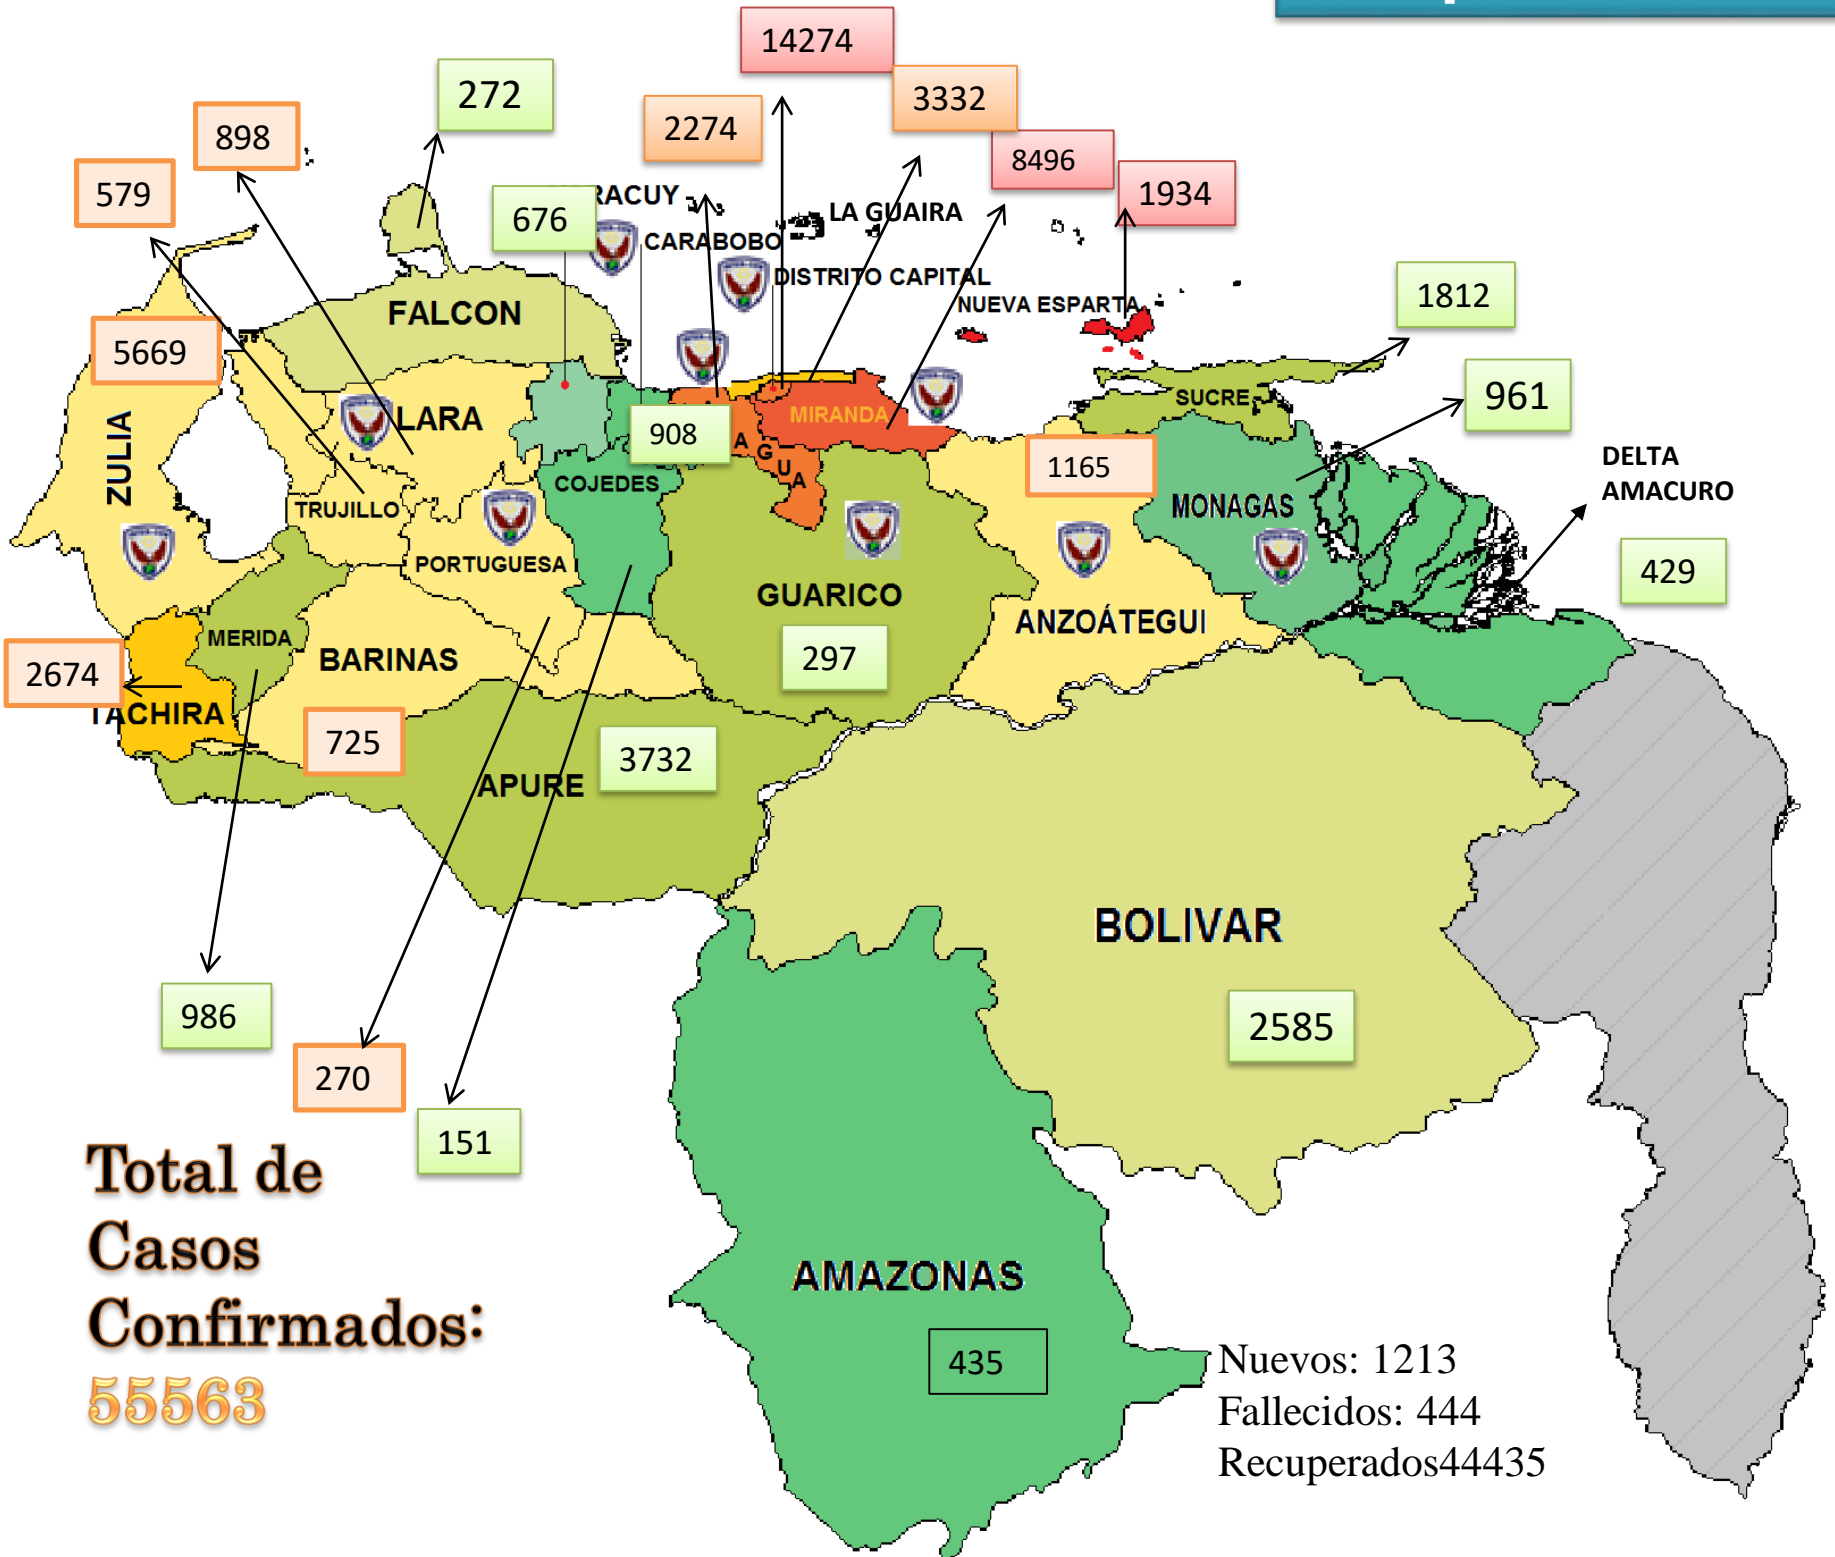 14274
272
3332
2274
898
8496
579
1934
RACUY
676
LA GUAIRA
CARABOBO
DISTRITO CAPITAL
1812
NUEVA ESPARTA
FALCON
5669
SUCRE
961
LARA
MIRANDA
908
A
G
U
A
ZULIA
1165
DELTA
AMACURO
COJEDES
TRUJILLO
MONAGAS
PORTUGUESA
429
GUARICO
ANZOÁTEGUI
MERIDA
BARINAS
297
2674
TACHIRA
725
3732
APURE
BOLIVAR
986
2585
270
151
Total de
Casos
Confirmados:
55563
AMAZONAS
435
Nuevos: 1213
Fallecidos: 444
Recuperados44435